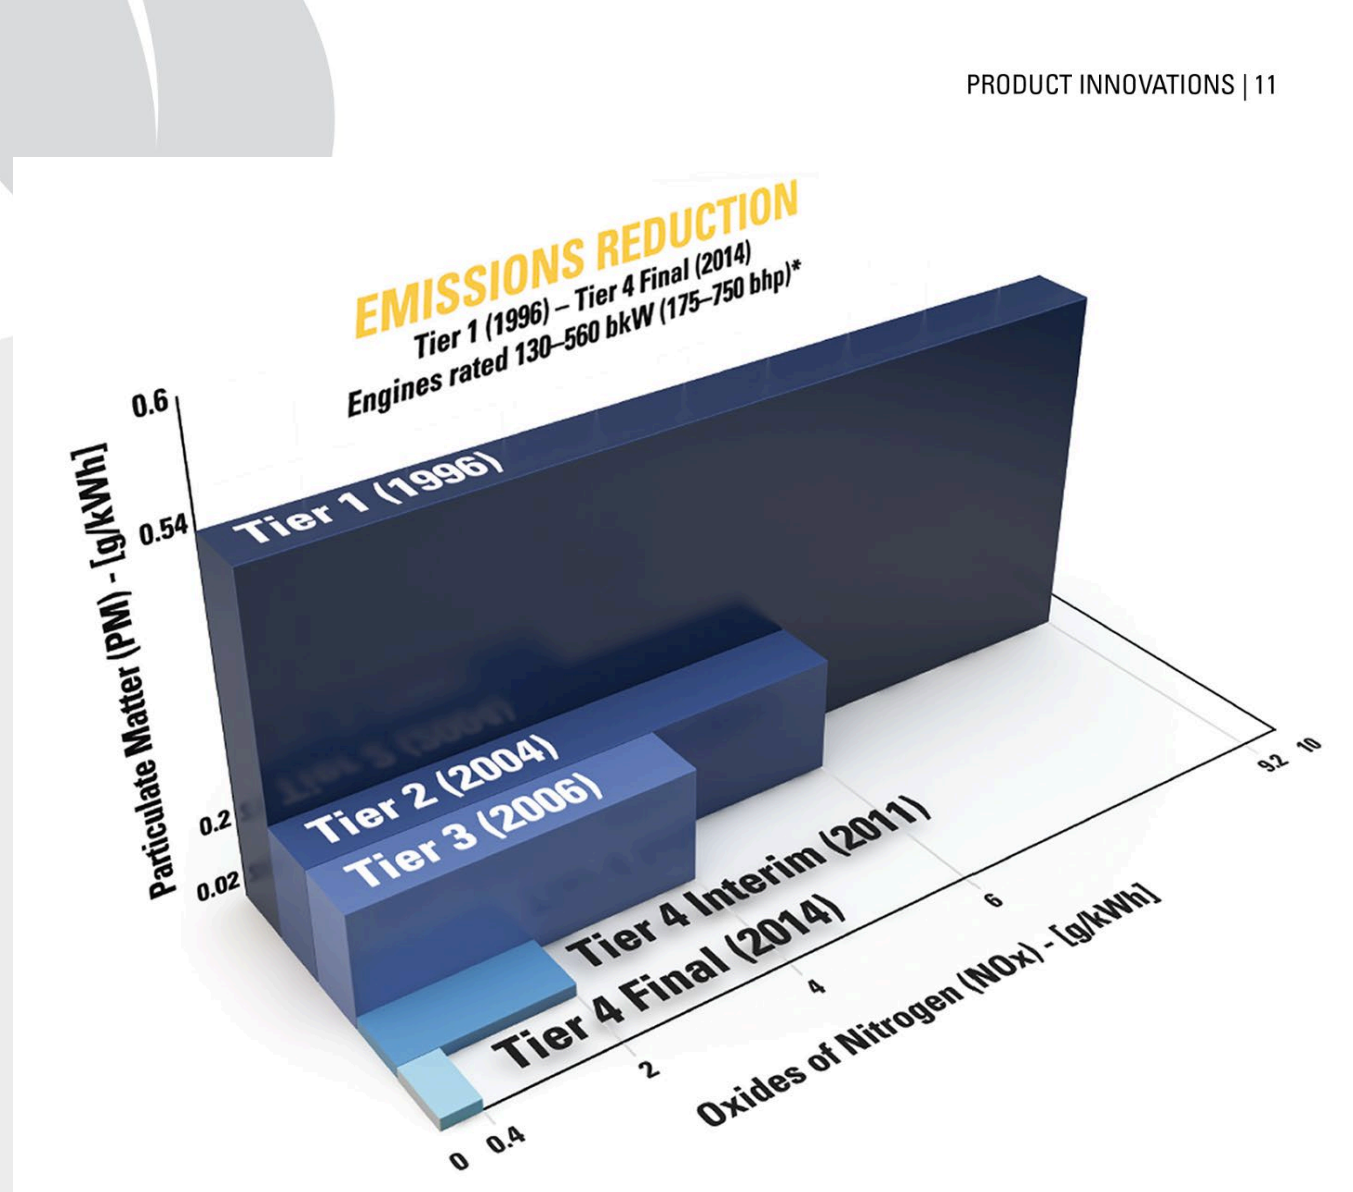 PRODUCT INNOVATIONS | 11
EMISSIONS REDUCTION
Tier 1 (1996) – Tier 4 Final (2014)
Engines rated 130–560 bkW (175–750 bhp)*
0.6
0.54
0.2
0.02
Particulate Matter (PM) - [g/kWh]
Tier 1 (1996)
Tier 2 (2004)
Tier 3 (2006)
Tier 4 Interim (2011)
Tier 4 Final (2014)
0
0.4
2
4
6
9.2
10
Oxides of Nitrogen (NOx) - [g/kWh]